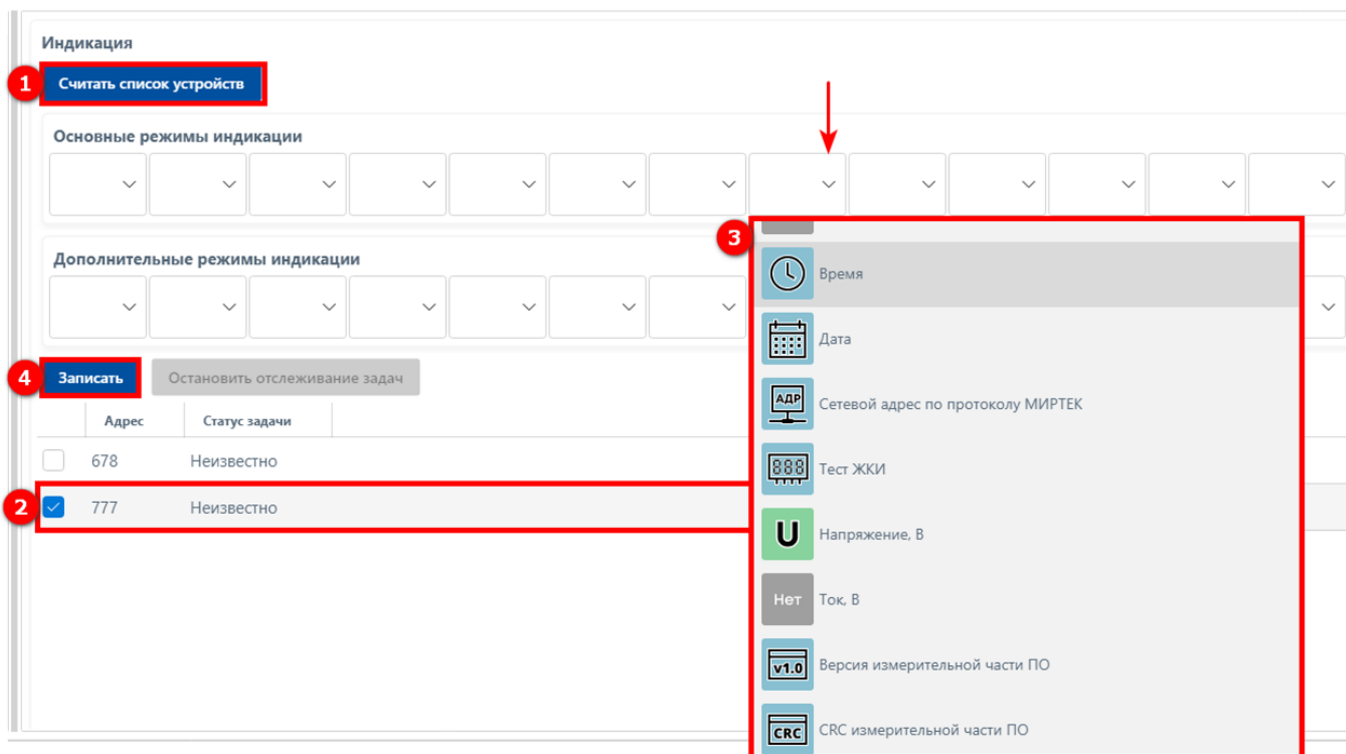 Индикация
1 Считать список устройств
Основные режимы индикации
3
Время
Дополнительные режимы индикации
Дата
4 Записать Остановить отслеживание задач
АДР Сетевой адрес по протоколу МИРТЕК
Адрес Статус задачи
678 Неизвестно
888 Тест ЖКИ
2 777 Неизвестно
U Напряжение, В
Нет Ток, В
v1.0 Версия измерительной части ПО
CRC CRC измерительной части ПО